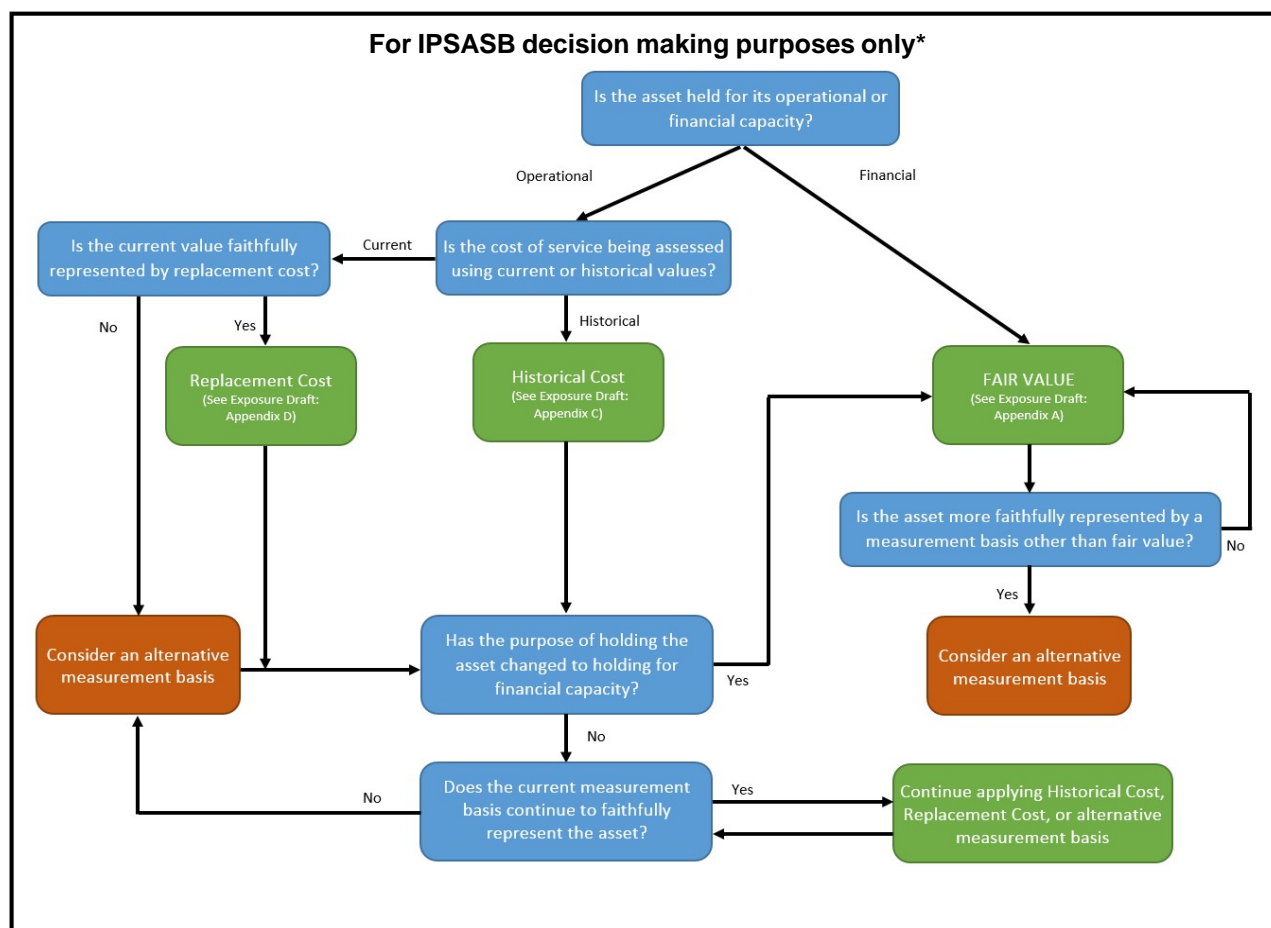 For IPSASB decision making purposes only*
Is the asset held for its operational or
financial capacity?
Operational
Financial
Is the current value faithfully
represented by replacement cost?
Current
Is the cost of service being assessed
using current or historical values?
No
Yes
Historical
Replacement Cost
(See Exposure Draft:
Appendix D)
Historical Cost
(See Exposure Draft:
Appendix C)
FAIR VALUE
(See Exposure Draft:
Appendix A)
Is the asset more faithfully represented by a
measurement basis other than fair value?
No
Yes
Consider an alternative
measurement basis
Has the purpose of holding the
asset changed to holding for
financial capacity?
Yes
Consider an alternative
measurement basis
No
Does the current measurement
basis continue to faithfully
represent the asset?
No
Yes
Continue applying Historical Cost,
Replacement Cost, or alternative
measurement basis